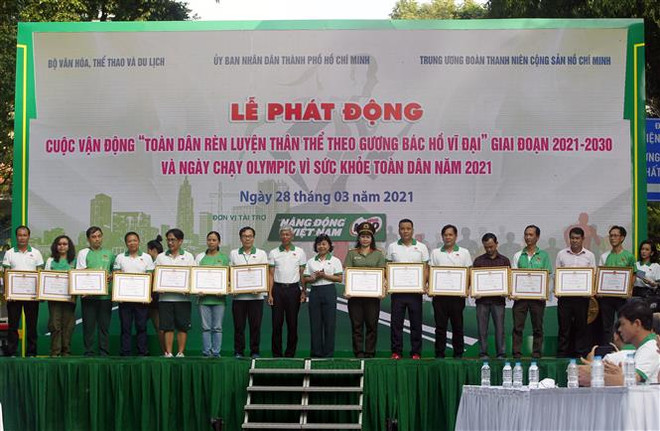 BỘ VĂN HÓA, THỂ THAO VÀ DU LỊCH
ỦY BAN NHÂN DÂN THÀNH PHỐ HỒ CHÍ MINH
TRUNG ƯƠNG ĐOÀN THANH NIÊN CỘNG SẢN HỒ CHÍ MINH
LỄ PHÁT ĐỘNG
CUỘC VẬN ĐỘNG “TOÀN DÂN RÈN LUYỆN THÂN THỂ THEO GƯƠNG BÁC HỒ VĨ ĐẠI” GIAI ĐOẠN 2021-2030
VÀ NGÀY CHẠY OLYMPIC VÌ SỨC KHỎE TOÀN DÂN NĂM 2021
Ngày 28 tháng 03 năm 2021
ĐƠN VỊ TÀI TRỢ
NĂNG ĐỘNG
VIỆT NAM